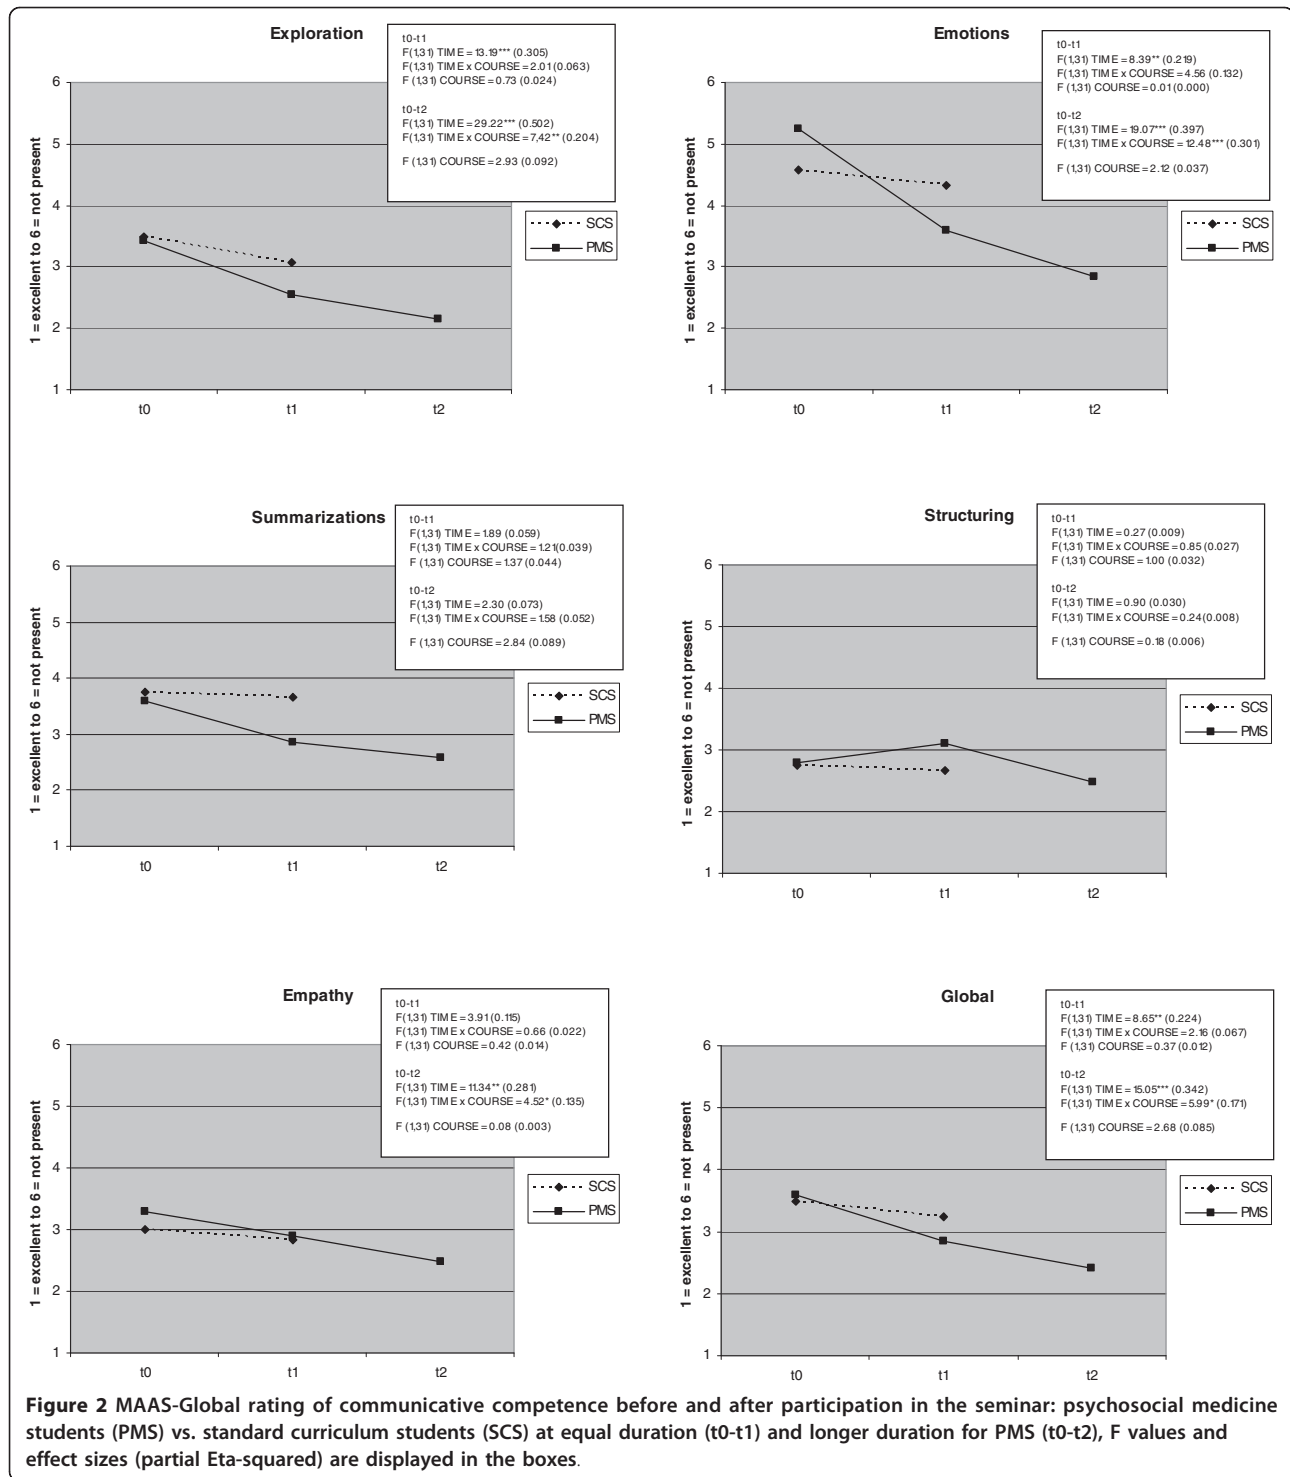 Exploration
t0-t1
F(1,31) TIME = 13.19*** (0.305)
F(1,31) TIME x COURSE = 2.01 (0.063)
F (1,31) COURSE = 0.73 (0.024)
t0-t2
F(1,31) TIME = 29.22*** (0.502)
F(1,31) TIME x COURSE = 7,42** (0.204)
F (1,31) COURSE = 2.93 (0.092)
1 = excellent to 6 = not present
6
5
4
3
2
1
t0 t1 t2
SCS
PMS
Emotions
t0-t1
F(1,31) TIME = 8.39** (0.219)
F(1,31) TIME x COURSE = 4.56 (0.132)
F (1,31) COURSE = 0.01 (0.000)
t0-t2
F(1,31) TIME = 19.07*** (0.397)
F(1,31) TIME x COURSE = 12.48*** (0.301)
F (1,31) COURSE = 2.12 (0.037)
1 = excellent to 6 = not present
6
5
4
3
2
1
t0 t1 t2
SCS
PMS
Summarizations
t0-t1
F(1,31) TIME = 1.89 (0.059)
F(1,31) TIME x COURSE = 1.21(0.039)
F (1,31) COURSE = 1.37 (0.044)
t0-t2
F(1,31) TIME = 2.30 (0.073)
F(1,31) TIME x COURSE = 1.58 (0.052)
F (1,31) COURSE = 2.84 (0.089)
1 = excellent to 6 = not present
6
5
4
3
2
1
t0 t1 t2
SCS
PMS
Structuring
t0-t1
F(1,31) TIME = 0.27 (0.009)
F(1,31) TIME x COURSE = 0.85 (0.027)
F (1,31) COURSE = 1.00 (0.032)
t0-t2
F(1,31) TIME = 0.90 (0.030)
F(1,31) TIME x COURSE = 0.24(0.008)
F (1,31) COURSE = 0.18 (0.006)
1 = excellent to 6 = not present
6
5
4
3
2
1
t0 t1 t2
SCS
PMS
Empathy
t0-t1
F(1,31) TIME = 3.91 (0.115)
F(1,31) TIME x COURSE = 0.66 (0.022)
F (1,31) COURSE = 0.42 (0.014)
t0-t2
F(1,31) TIME = 11.34** (0.281)
F(1,31) TIME x COURSE = 4.52* (0.135)
F (1,31) COURSE = 0.08 (0.003)
1 = excellent to 6 = not present
6
5
4
3
2
1
t0 t1 t2
SCS
PMS
Global
t0-t1
F(1,31) TIME = 8.65** (0.224)
F(1,31) TIME x COURSE = 2.16 (0.067)
F (1,31) COURSE = 0.37 (0.012)
t0-t2
F(1,31) TIME = 15.05*** (0.342)
F(1,31) TIME x COURSE = 5.99* (0.171)
F (1,31) COURSE = 2.68 (0.085)
1 = excellent to 6 = not present
6
5
4
3
2
1
t0 t1 t2
SCS
PMS
Figure 2 MAAS-Global rating of communicative competence before and after participation in the seminar: psychosocial medicine
students (PMS) vs. standard curriculum students (SCS) at equal duration (t0-t1) and longer duration for PMS (t0-t2), F values and
effect sizes (partial Eta-squared) are displayed in the boxes.